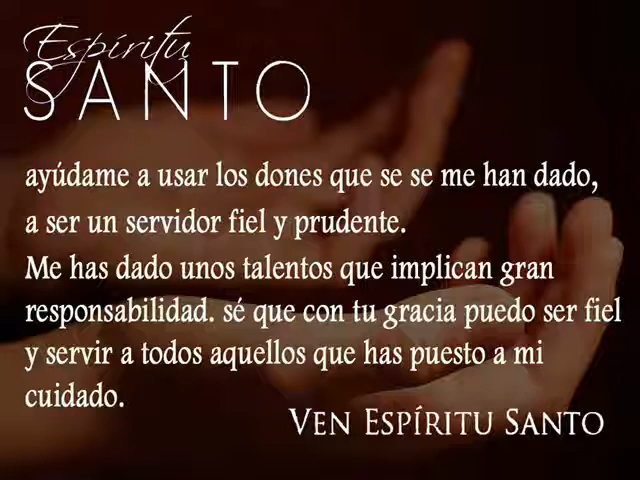 Espíritu
SANTO
ayúdame a usar los dones que se se me han dado,
a ser un servidor fiel y prudente.
Me has dado unos talentos que implican gran
responsabilidad. sé que con tu gracia puedo ser fiel
y servir a todos aquellos que has puesto a mi
cuidado.
VEN ESPÍRITU SANTO